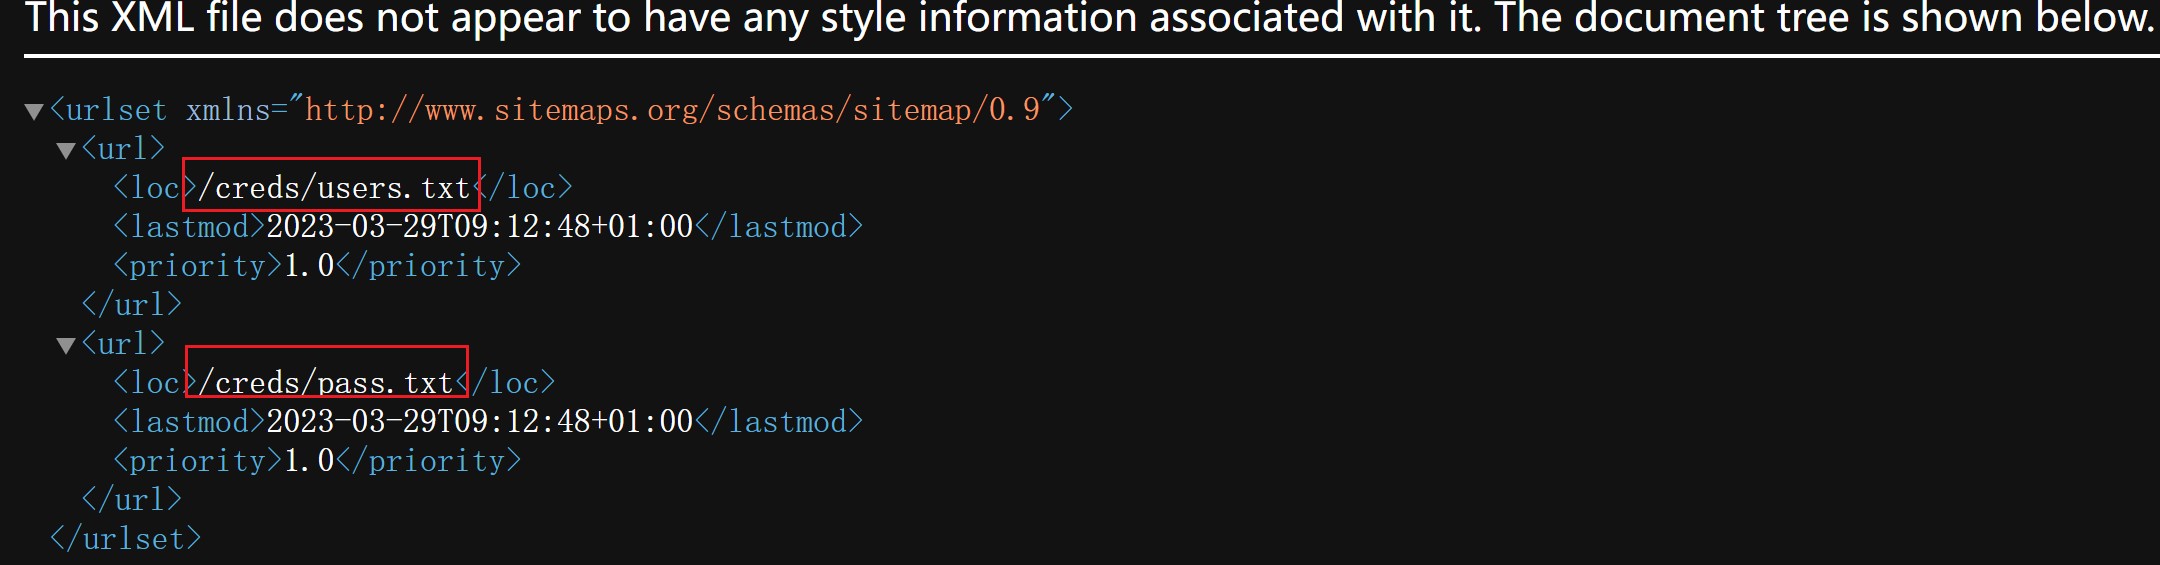 This XML file does not appear to have any style information associated with it. The document tree is shown below.
▼<urlset xmlns="http://www.sitemaps.org/schemas/sitemap/0.9">
▼<url>
<loc>/creds/users.txt</loc>
<lastmod>2023-03-29T09:12:48+01:00</lastmod>
<priority>1.0</priority>
</url>
▼<url>
<loc>/creds/pass.txt</loc>
<lastmod>2023-03-29T09:12:48+01:00</lastmod>
<priority>1.0</priority>
</url>
</urlset>